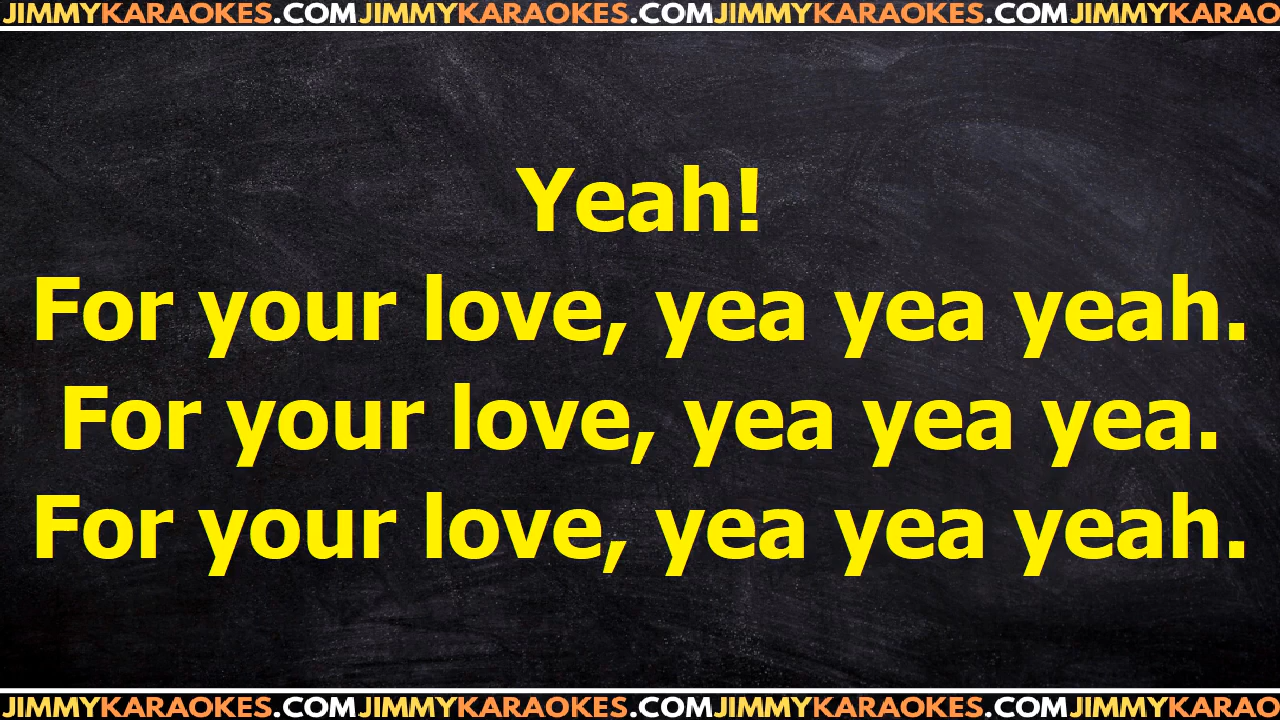 JIMMYKARAOKES.COMJIMMYKARAOKES.COMJIMMYKARAOKES.COMJIMMYKARAO
Yeah!
For your love, yea yea yeah.
For your love, yea yea yea.
For your love, yea yea yeah.
JIMMYKARAOKES.COMJIMMYKARAOKES.COMJIMMYKARAOKES.COMJIMMYKARAO